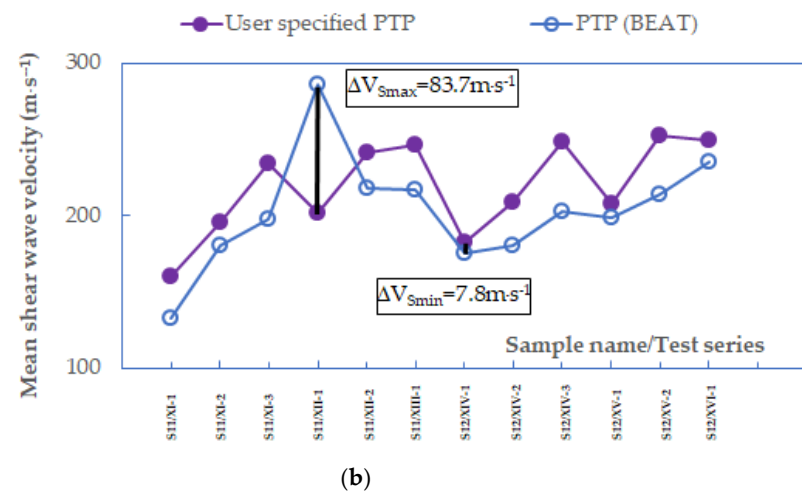 User specified PTP PTP (BEAT)
Mean shear wave velocity (m·s⁻¹)
300
200
100
ΔVSmax=83.7m·s⁻¹
ΔVSmin=7.8m·s⁻¹
Sample name/Test series
S11/XI-1
S11/XI-2
S11/XI-3
S11/XII-1
S11/XII-2
S11/XIII-1
S12/XIV-1
S12/XIV-2
S12/XIV-3
S12/XV-1
S12/XV-2
S12/XVI-1
(b)